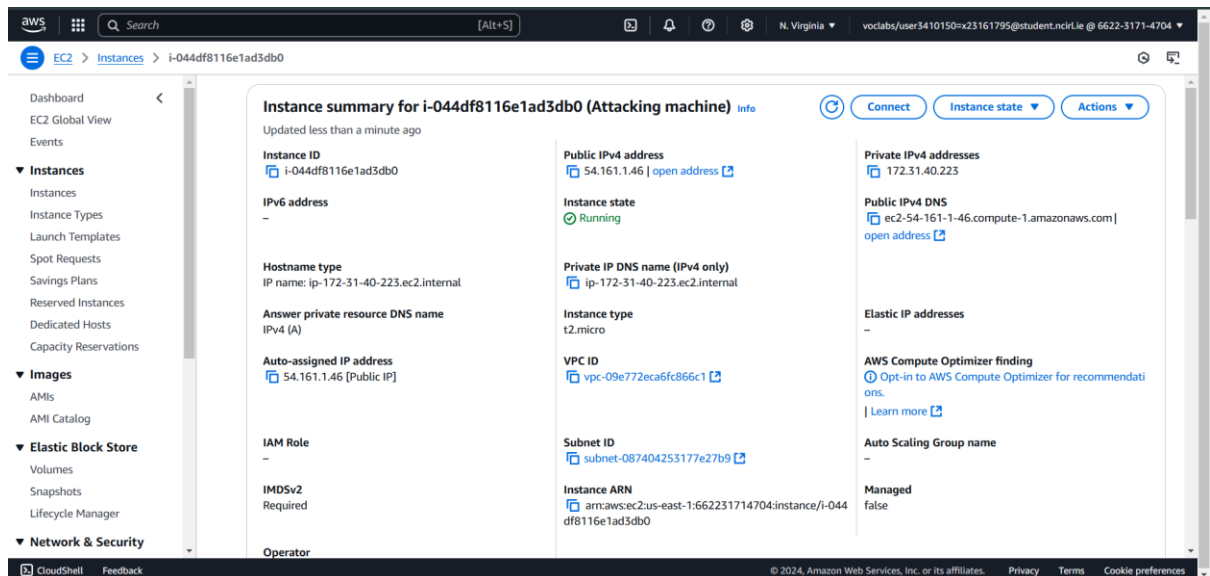 aws
Search
[Alt+S]
N. Virginia
voclabs/user3410150=x23161795@student.ncirl.ie @ 6622-3171-4704
EC2 > Instances > i-044df8116e1ad3db0
Dashboard
EC2 Global View
Events
Instances
Instances
Instance Types
Launch Templates
Spot Requests
Savings Plans
Reserved Instances
Dedicated Hosts
Capacity Reservations
Images
AMIs
AMI Catalog
Elastic Block Store
Volumes
Snapshots
Lifecycle Manager
Network & Security
Instance summary for i-044df8116e1ad3db0 (Attacking machine) Info
Connect
Instance state
Actions
Updated less than a minute ago
Instance ID
i-044df8116e1ad3db0
Public IPv4 address
54.161.1.46 | open address
Private IPv4 addresses
172.31.40.223
IPv6 address
–
Instance state
Running
Public IPv4 DNS
ec2-54-161-1-46.compute-1.amazonaws.com |
open address
Hostname type
IP name: ip-172-31-40-223.ec2.internal
Private IP DNS name (IPv4 only)
ip-172-31-40-223.ec2.internal
Answer private resource DNS name
IPv4 (A)
Instance type
t2.micro
Elastic IP addresses
–
Auto-assigned IP address
54.161.1.46 [Public IP]
VPC ID
vpc-09e772eca6fc866c1
AWS Compute Optimizer finding
Opt-in to AWS Compute Optimizer for recommendati
ons.
| Learn more
IAM Role
–
Subnet ID
subnet-087404253177e27b9
Auto Scaling Group name
–
IMDSv2
Required
Instance ARN
arn:aws:ec2:us-east-1:662231714704:instance/i-044
df8116e1ad3db0
Managed
false
Operator
CloudShell
Feedback
© 2024, Amazon Web Services, Inc. or its affiliates.
Privacy
Terms
Cookie preferences